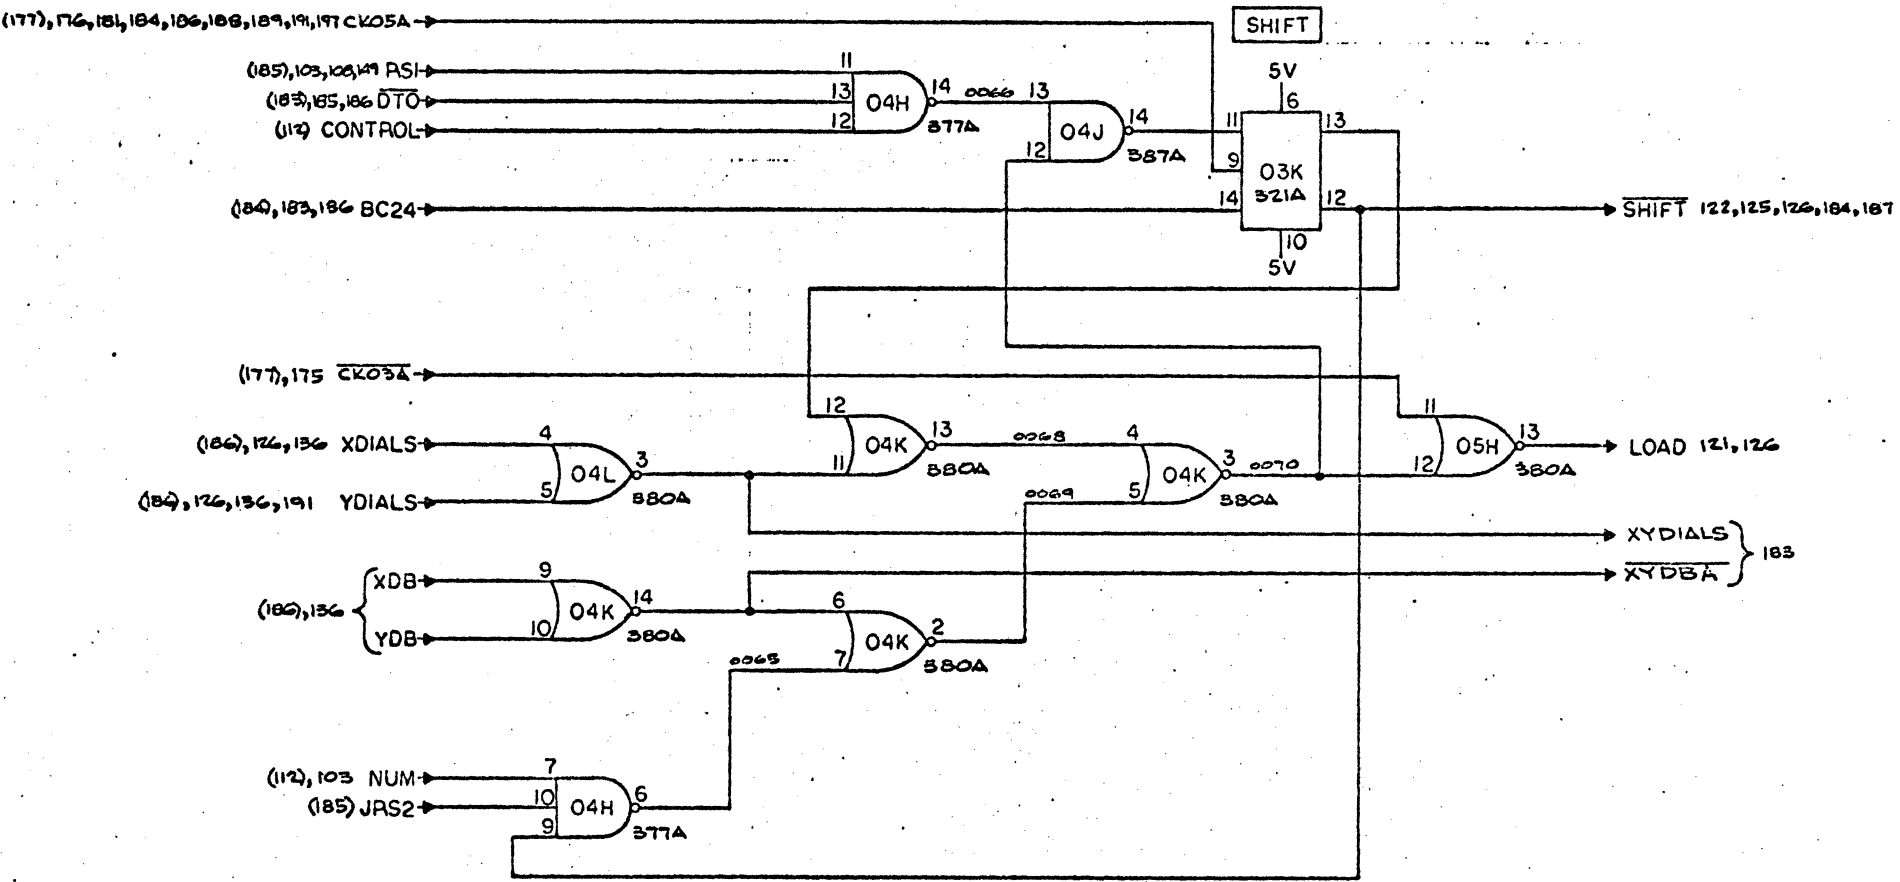 (177),176,181,184,186,188,189,191,197 CK05A
SHIFT
(185),103,108,149 RSI
(183),185,186 DTO
(112) CONTROL
11
13
12
04H
14
377A
0066
13
12
04J
14
387A
5V
6
11
9
14
03K
321A
13
12
10
5V
(184),183,186 BC24
SHIFT 122,125,126,184,187
(177),175 CK03A
(186),126,136 XDIALS
(186),126,136,191 YDIALS
4
5
04L
3
380A
12
11
04K
13
380A
0068
4
5
04K
3
380A
0070
0069
11
12
05H
13
380A
LOAD 121,126
XYDIALS
XYDBA
183
(186),136
XDB
YDB
9
10
04K
14
380A
6
7
04K
2
380A
0065
(112),103 NUM
(185) JRS2
7
10
9
04H
6
377A